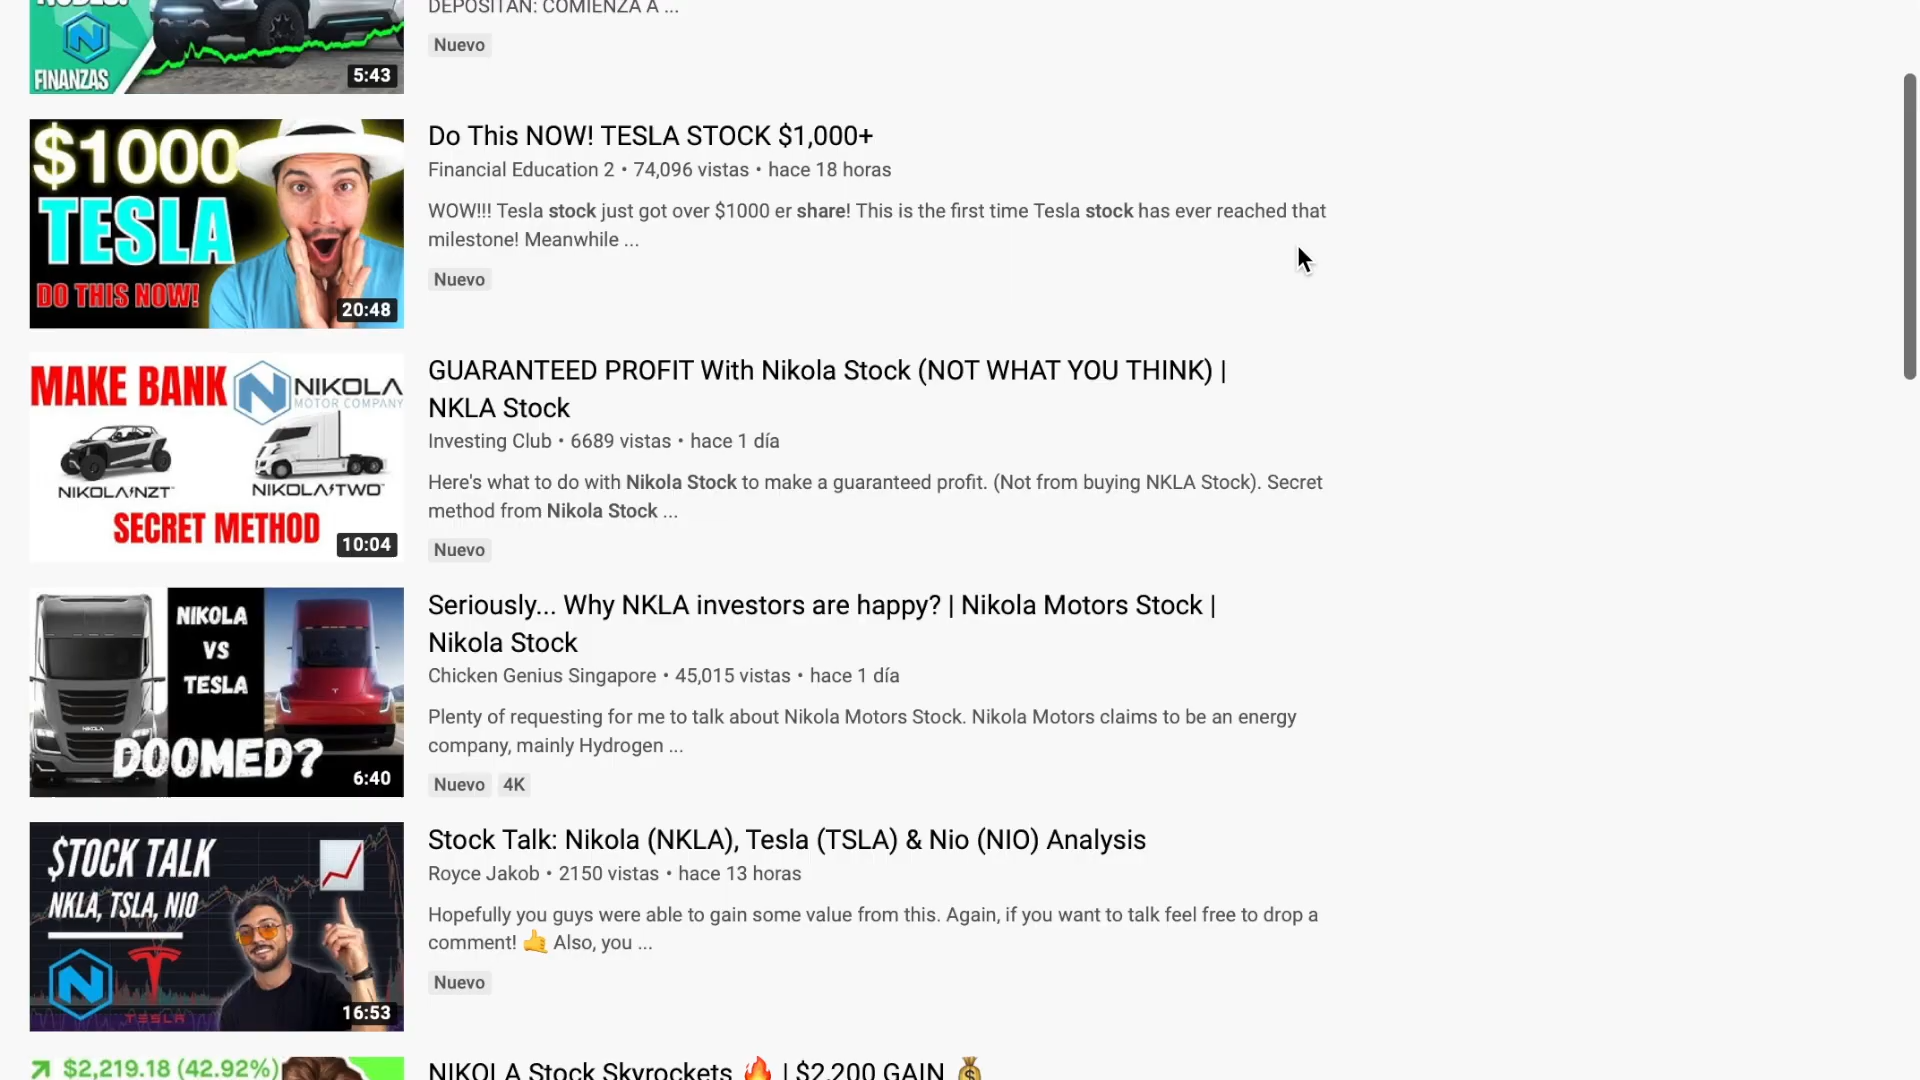 DEPOSITAN: COMIENZA A ...
FINANZAS
5:43
Nuevo
$1000
TESLA
DO THIS NOW!
20:48
Do This NOW! TESLA STOCK $1,000+
Financial Education 2 • 74,096 vistas • hace 18 horas
WOW!!! Tesla stock just got over $1000 er share! This is the first time Tesla stock has ever reached that
milestone! Meanwhile ...
Nuevo
MAKE BANK
NIKOLA
MOTOR COMPANY
NIKOLA NZT
NIKOLA TWO
SECRET METHOD
10:04
GUARANTEED PROFIT With Nikola Stock (NOT WHAT YOU THINK) |
NKLA Stock
Investing Club • 6689 vistas • hace 1 día
Here's what to do with Nikola Stock to make a guaranteed profit. (Not from buying NKLA Stock). Secret
method from Nikola Stock ...
Nuevo
NIKOLA
VS
TESLA
NIKOLA
DOOMED?
6:40
Seriously... Why NKLA investors are happy? | Nikola Motors Stock |
Nikola Stock
Chicken Genius Singapore • 45,015 vistas • hace 1 día
Plenty of requesting for me to talk about Nikola Motors Stock. Nikola Motors claims to be an energy
company, mainly Hydrogen ...
Nuevo 4K
$TOCK TALK
NKLA, TSLA, NIO
TESLA
16:53
Stock Talk: Nikola (NKLA), Tesla (TSLA) & Nio (NIO) Analysis
Royce Jakob • 2150 vistas • hace 13 horas
Hopefully you guys were able to gain some value from this. Again, if you want to talk feel free to drop a
comment! 🤙 Also, you ...
Nuevo
$2,219.18 (42.92%)
NIKOLA Stock Skyrockets 🔥 | $2,200 GAIN 💰